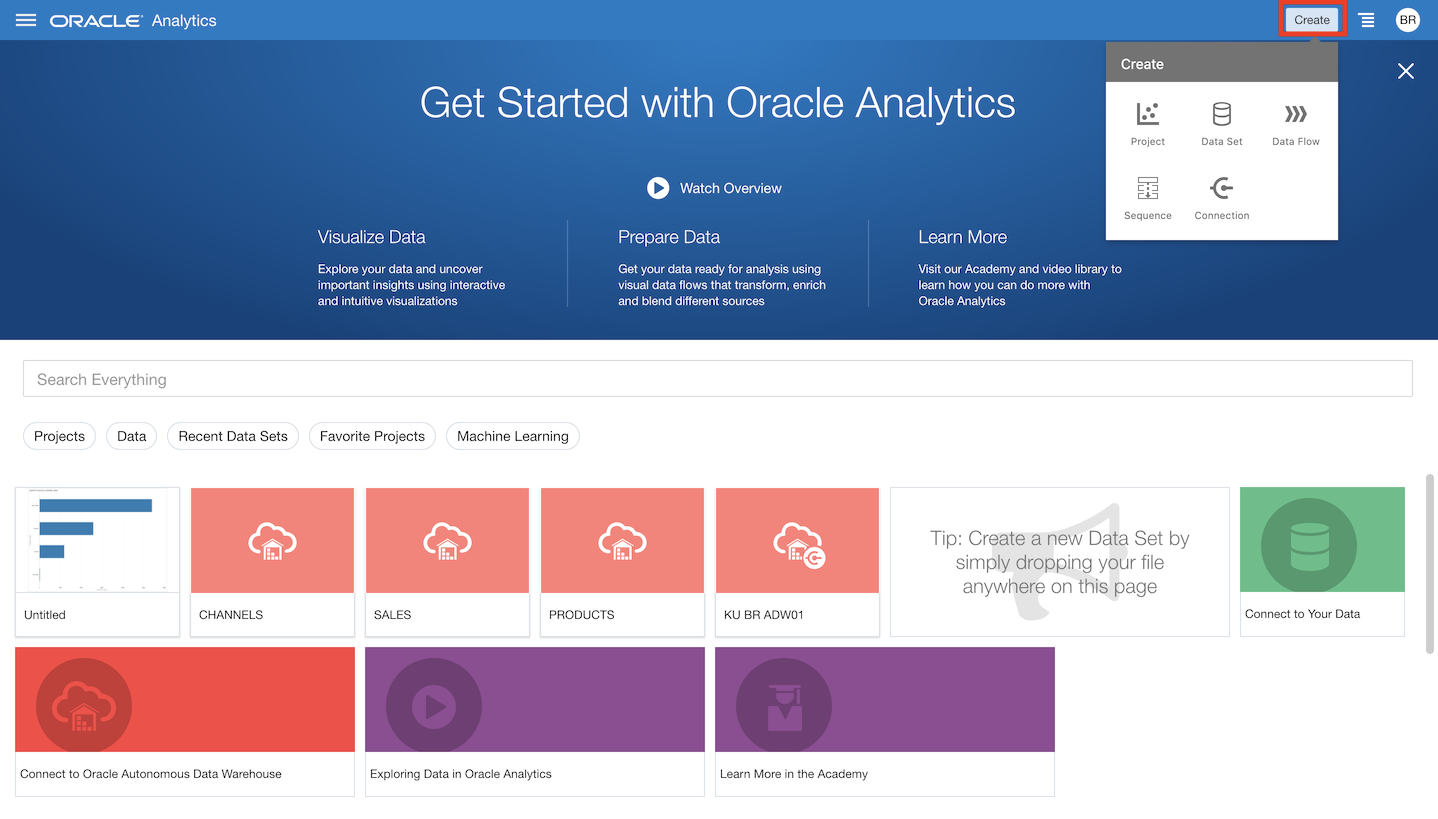 ORACLE Analytics
Create
BR
Create
Project
Data Set
Data Flow
Sequence
Connection
Get Started with Oracle Analytics
Watch Overview
Visualize Data
Explore your data and uncover
important insights using interactive
and intuitive visualizations
Prepare Data
Get your data ready for analysis using
visual data flows that transform, enrich
and blend different sources
Learn More
Visit our Academy and video library to
learn how you can do more with
Oracle Analytics
Search Everything
Projects
Data
Recent Data Sets
Favorite Projects
Machine Learning
Untitled
CHANNELS
SALES
PRODUCTS
KU BR ADW01
Tip: Create a new Data Set by
simply dropping your file
anywhere on this page
Connect to Your Data
Connect to Oracle Autonomous Data Warehouse
Exploring Data in Oracle Analytics
Learn More in the Academy